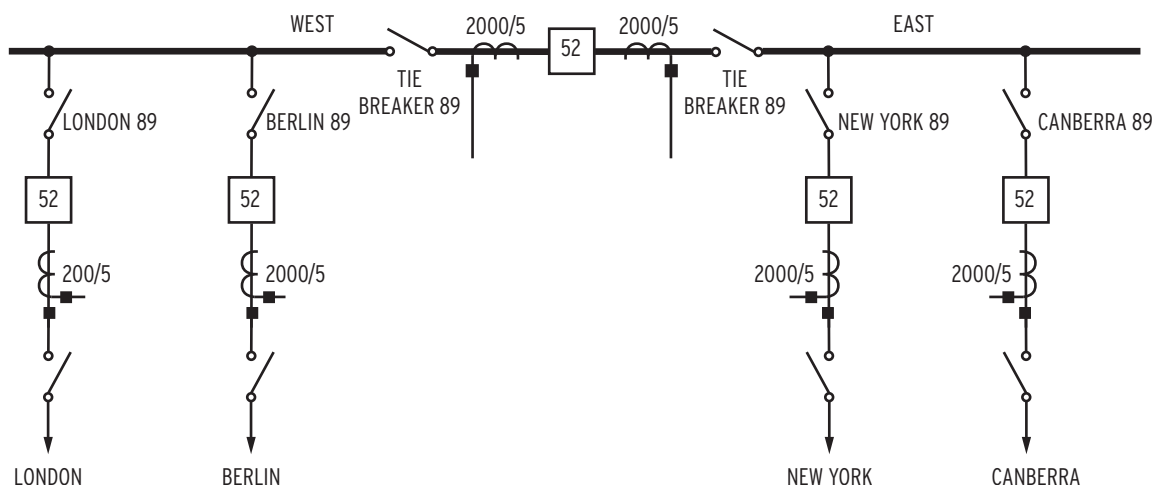 WEST
2000/5
52
2000/5
EAST
TIE
BREAKER 89
TIE
BREAKER 89
LONDON 89
BERLIN 89
NEW YORK 89
CANBERRA 89
52
52
52
52
200/5
2000/5
2000/5
2000/5
LONDON
BERLIN
NEW YORK
CANBERRA